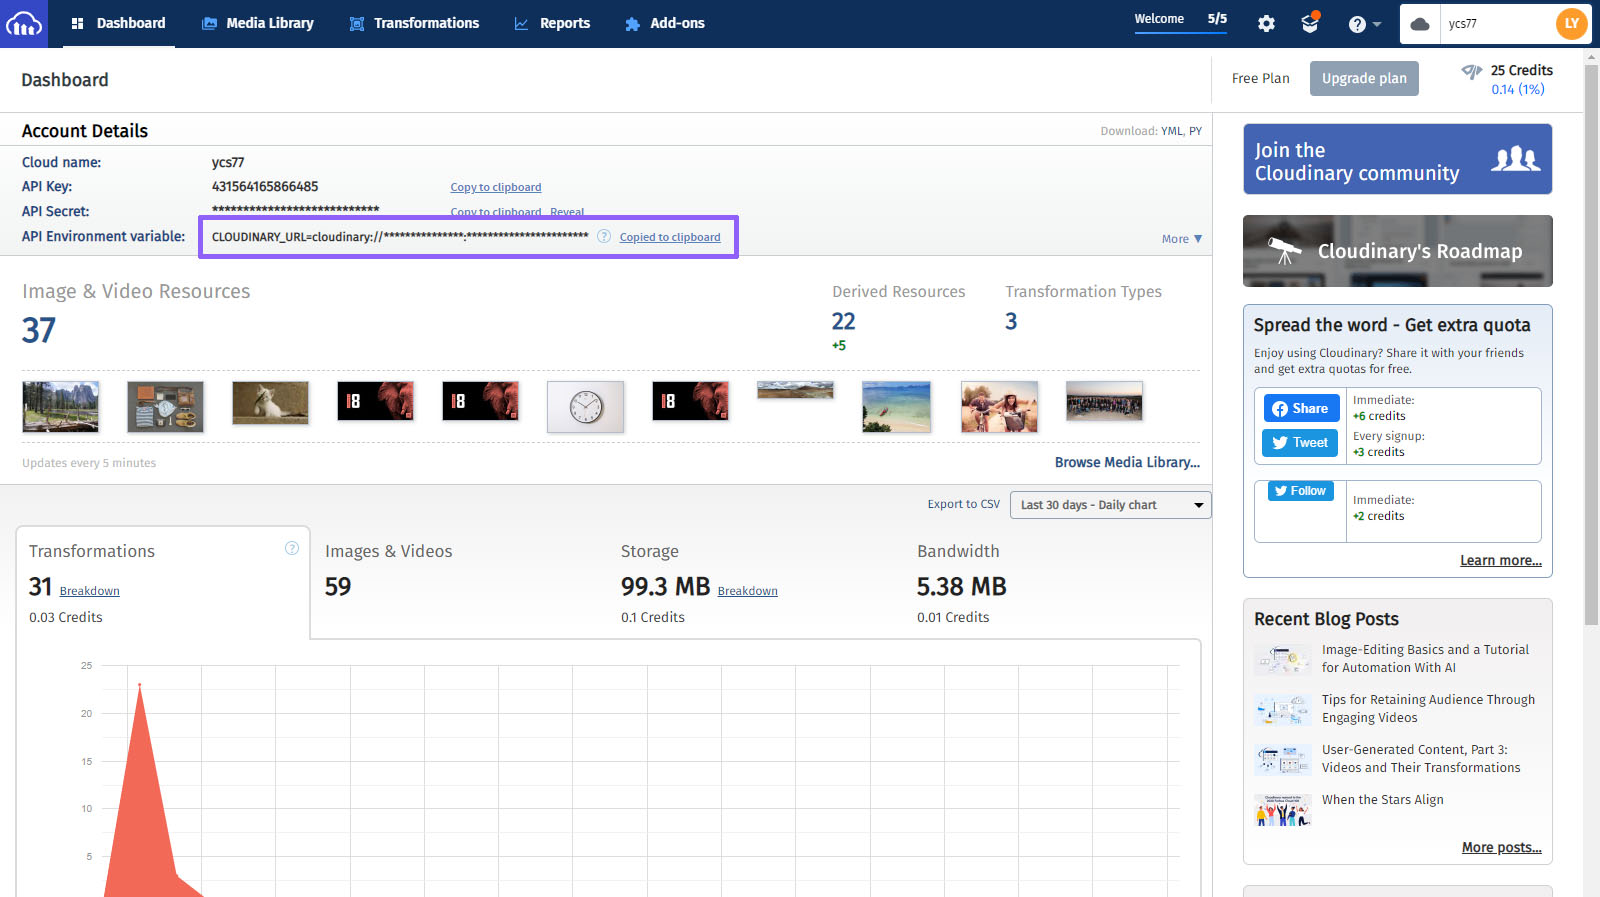 Dashboard
Media Library
Transformations
Reports
Add-ons
Welcome 5/5
ycs77
LY
Dashboard
Free Plan
Upgrade plan
25 Credits
0.14 (1%)
Account Details
Download: YML, PY
Cloud name: ycs77
API Key: 431564165866485 Copy to clipboard
API Secret: **************************** Copy to clipboard Reveal
API Environment variable: CLOUDINARY_URL=cloudinary://***************:*********************** ? Copied to clipboard
More ▼
Image & Video Resources
37
Derived Resources
22
+5
Transformation Types
3
18
18
18
Updates every 5 minutes
Browse Media Library...
Export to CSV
Last 30 days - Daily chart
Transformations ?
31 Breakdown
0.03 Credits
Images & Videos
59
Storage
99.3 MB Breakdown
0.1 Credits
Bandwidth
5.38 MB
0.01 Credits
25
20
15
10
5
Join the
Cloudinary community
Cloudinary's Roadmap
Spread the word - Get extra quota
Enjoy using Cloudinary? Share it with your friends
and get extra quotas for free.
Share
Tweet
Immediate:
+6 credits
Every signup:
+3 credits
Follow
Immediate:
+2 credits
Learn more...
Recent Blog Posts
Image-Editing Basics and a Tutorial
for Automation With AI
Tips for Retaining Audience Through
Engaging Videos
User-Generated Content, Part 3:
Videos and Their Transformations
When the Stars Align
More posts...